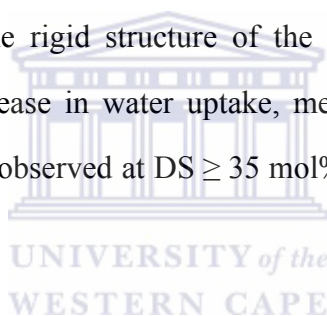 e rigid structure of the
ease in water uptake, me
observed at DS ≥ 35 mol%
UNIVERSITY of the
WESTERN CAPE